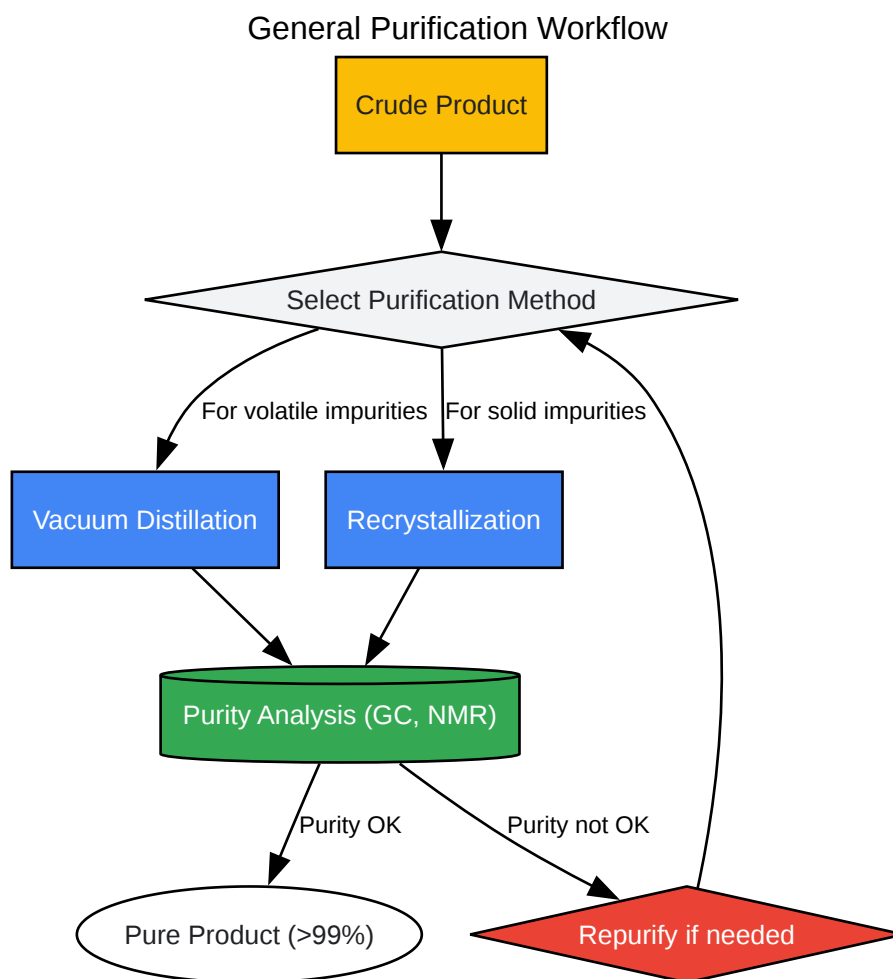 General Purification Workflow
Crude Product
Select Purification Method
For volatile impurities
For solid impurities
Vacuum Distillation
Recrystallization
Purity Analysis (GC, NMR)
Purity OK
Purity not OK
Pure Product (>99%)
Repurify if needed